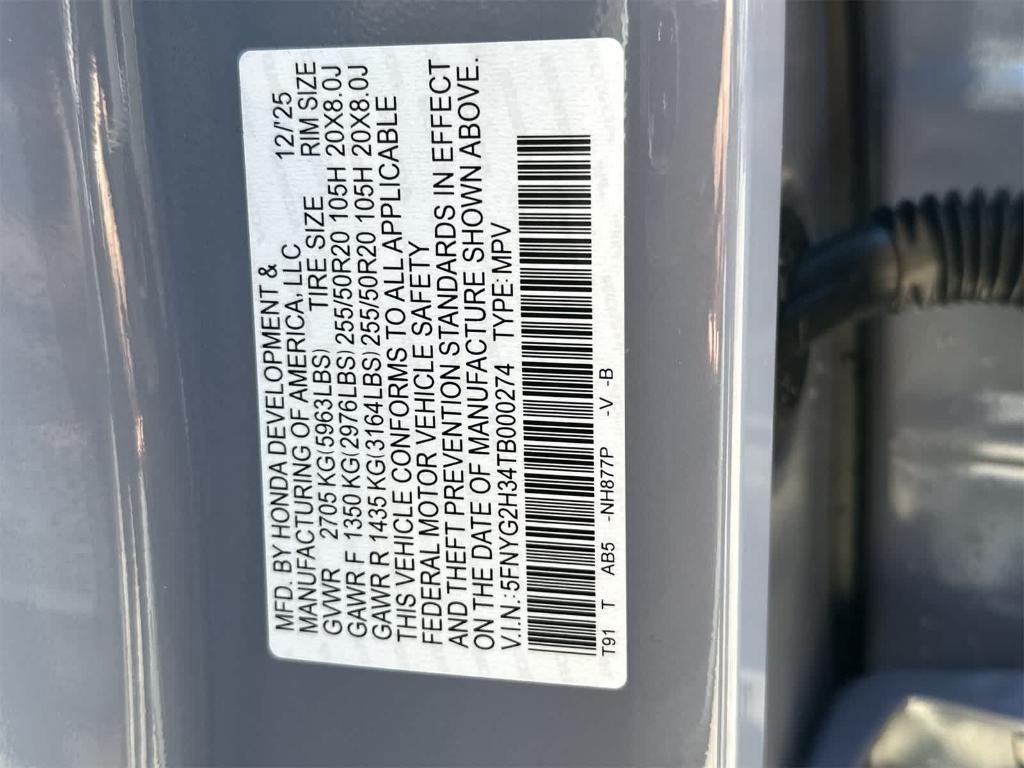 MFD. BY HONDA DEVELOPMENT &
MANUFACTURING OF AMERICA, LLC 12/'25
GVWR 2705 KG(5963LBS) TIRE SIZE RIM SIZE
GAWR F 1350 KG(2976LBS) 255/50R20 105H 20X8.0J
GAWR R 1435 KG(3164LBS) 255/50R20 105H 20X8.0J
THIS VEHICLE CONFORMS TO ALL APPLICABLE
FEDERAL MOTOR VEHICLE SAFETY
AND THEFT PREVENTION STANDARDS IN EFFECT
ON THE DATE OF MANUFACTURE SHOWN ABOVE.
V.I.N: 5FNYG2H34TB000274 TYPE: MPV
T91 T AB5 -NH877P -V -B